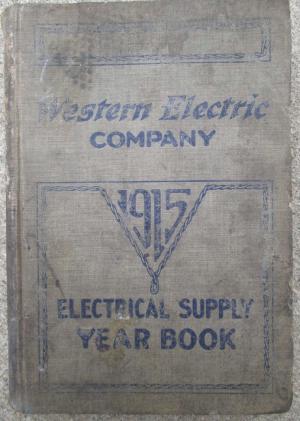 Western Electric
COMPANY
1915
ELECTRICAL SUPPLY
YEAR BOOK